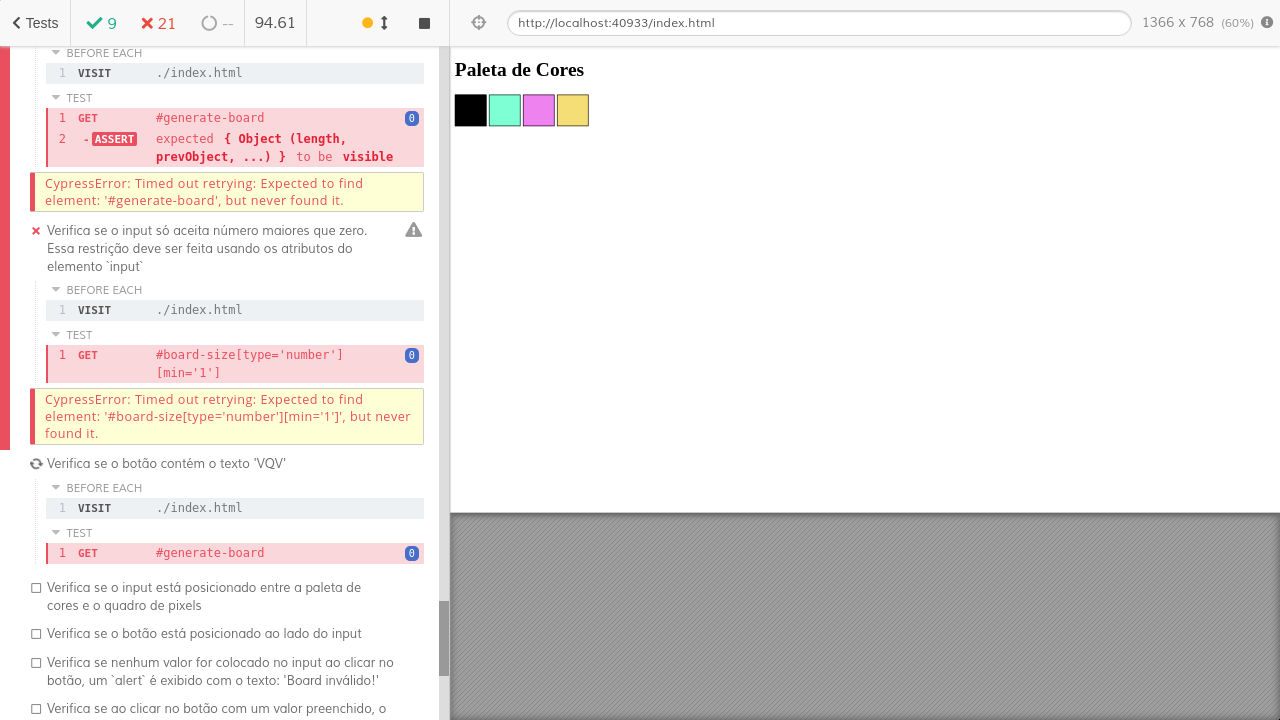 Tests 9 21 -- 94.61
http://localhost:40933/index.html 1366 x 768 (60%)
BEFORE EACH
1 VISIT ./index.html
TEST
1 GET #generate-board 0
2 - ASSERT expected { Object (length,
prevObject, ...) } to be visible
CypressError: Timed out retrying: Expected to find
element: '#generate-board', but never found it.
Verifica se o input só aceita número maiores que zero.
Essa restrição deve ser feita usando os atributos do
elemento `input`
BEFORE EACH
1 VISIT ./index.html
TEST
1 GET #board-size[type='number'] 0
[min='1']
CypressError: Timed out retrying: Expected to find
element: '#board-size[type='number'][min='1']', but never
found it.
Verifica se o botão contém o texto 'VQV'
BEFORE EACH
1 VISIT ./index.html
TEST
1 GET #generate-board 0
Verifica se o input está posicionado entre a paleta de
cores e o quadro de pixels
Verifica se o botão está posicionado ao lado do input
Verifica se nenhum valor for colocado no input ao clicar no
botão, um `alert` é exibido com o texto: 'Board inválido!'
Verifica se ao clicar no botão com um valor preenchido, o
Paleta de Cores